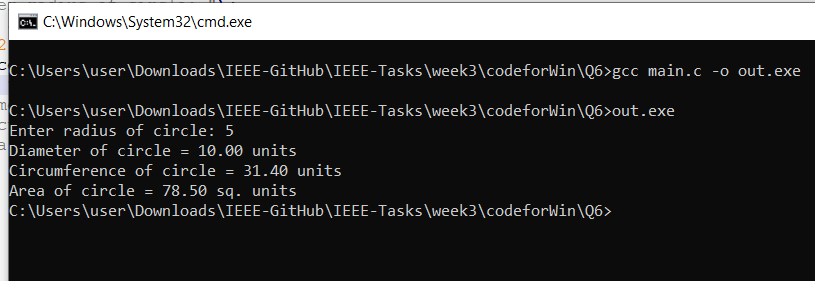 C:\Windows\System32\cmd.exe
C:\Users\user\Downloads\IEEE-GitHub\IEEE-Tasks\week3\codeforWin\Q6>gcc main.c -o out.exe
C:\Users\user\Downloads\IEEE-GitHub\IEEE-Tasks\week3\codeforWin\Q6>out.exe
Enter radius of circle: 5
Diameter of circle = 10.00 units
Circumference of circle = 31.40 units
Area of circle = 78.50 sq. units
C:\Users\user\Downloads\IEEE-GitHub\IEEE-Tasks\week3\codeforWin\Q6>